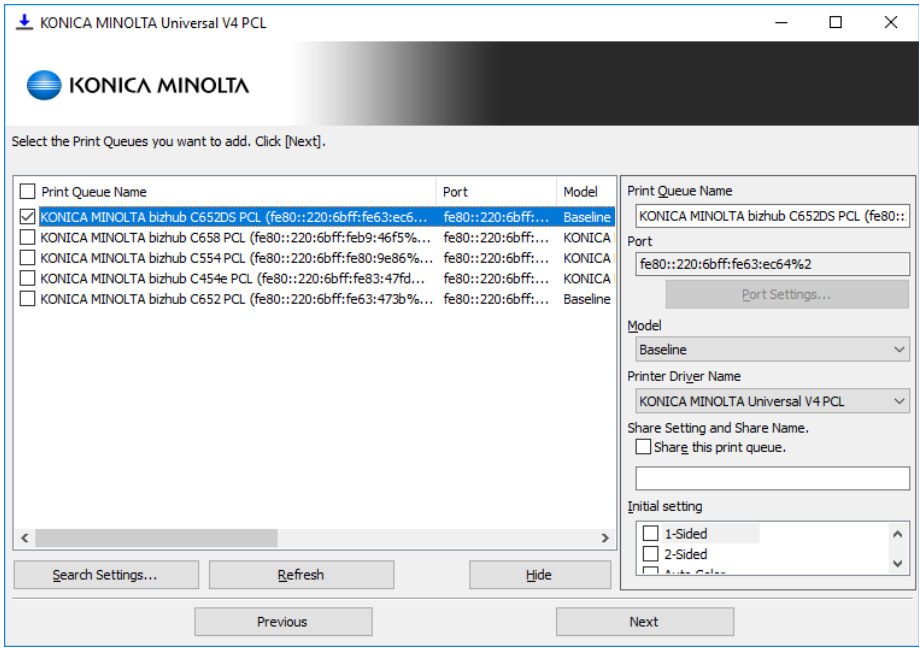 KONICA MINOLTA Universal V4 PCL
KONICA MINOLTA
Select the Print Queues you want to add. Click [Next].
Print Queue Name Port Model
KONICA MINOLTA bizhub C652DS PCL (fe80::220:6bff:fe63:ec6... fe80::220:6bff:... Baseline
KONICA MINOLTA bizhub C658 PCL (fe80::220:6bff:feb9:46f5%... fe80::220:6bff:... KONICA
KONICA MINOLTA bizhub C554 PCL (fe80::220:6bff:fe80:9e86%... fe80::220:6bff:... KONICA
KONICA MINOLTA bizhub C454e PCL (fe80::220:6bff:fe83:47fd... fe80::220:6bff:... KONICA
KONICA MINOLTA bizhub C652 PCL (fe80::220:6bff:fe63:473b%... fe80::220:6bff:... Baseline
Print Queue Name
KONICA MINOLTA bizhub C652DS PCL (fe80::
Port
fe80::220:6bff:fe63:ec64%2
Port Settings...
Model
Baseline
Printer Driver Name
KONICA MINOLTA Universal V4 PCL
Share Setting and Share Name.
Share this print queue.
Initial setting
1-Sided
2-Sided
Auto Color
Search Settings... Refresh Hide
Previous Next